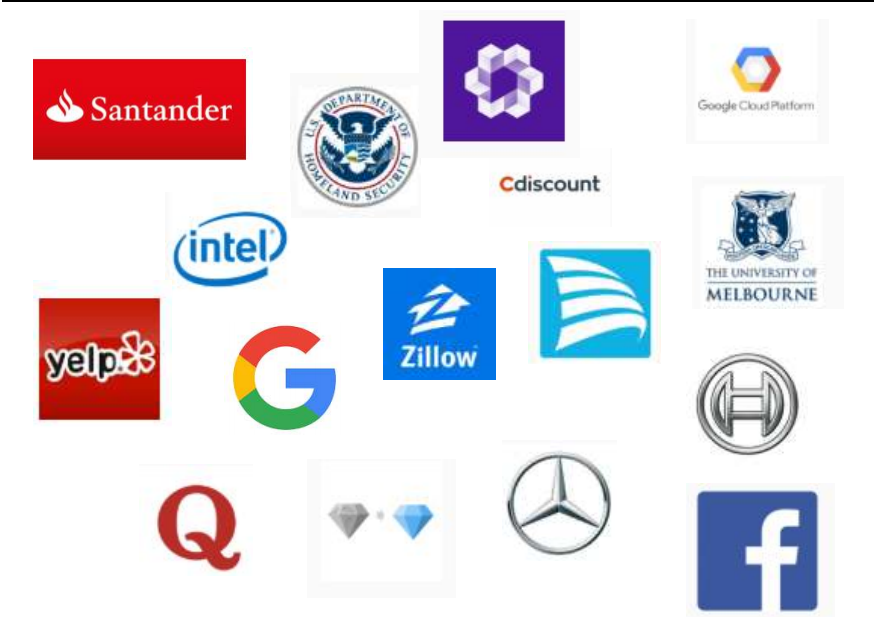 Santander
U.S. DEPARTMENT OF
HOMELAND SECURITY
Google Cloud Platform
Cdiscount
intel
THE UNIVERSITY OF
MELBOURNE
Zillow
yelp
G
Q
f